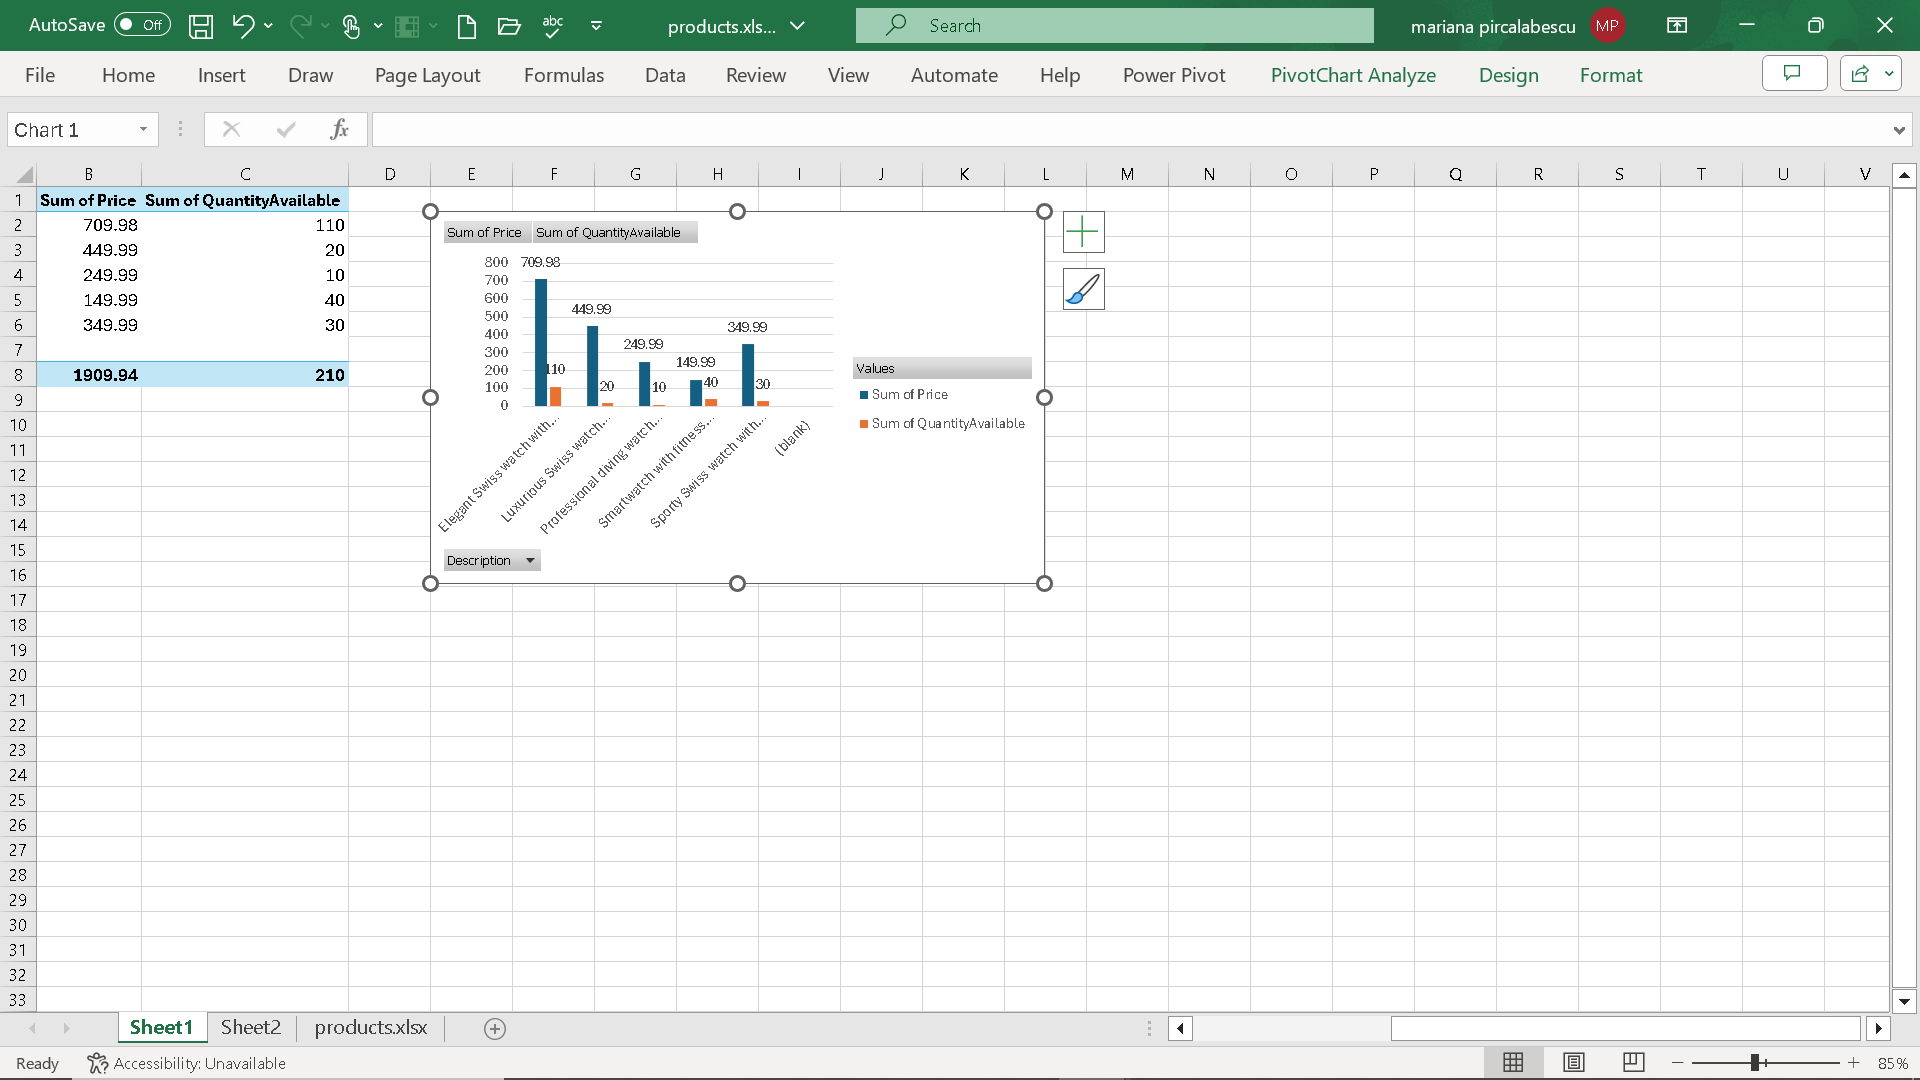 AutoSave Off abc products.xls... Search mariana pircalabescu MP
File Home Insert Draw Page Layout Formulas Data Review View Automate Help Power Pivot PivotChart Analyze Design Format
Chart 1 fx
B C D E F G H I J K L M N O P Q R S T U V
1 Sum of Price Sum of QuantityAvailable
2 709.98 110
3 449.99 20
4 249.99 10
5 149.99 40
6 349.99 30
7
8 1909.94 210
9
10
11
12
13
14
15
16
17
18
19
20
21
22
23
24
25
26
27
28
29
30
31
32
33
Sum of Price Sum of QuantityAvailable
800
700
600
500
400
300
200
100
0
709.98
110
449.99
20
249.99
10
149.99
40
349.99
30
Elegant Swiss watch with...
Luxurious Swiss watch...
Professional diving watch...
Smartwatch with fitness...
Sporty Swiss watch with...
(blank)
Values
Sum of Price
Sum of QuantityAvailable
Description
Sheet1 Sheet2 products.xlsx
Ready Accessibility: Unavailable 85%